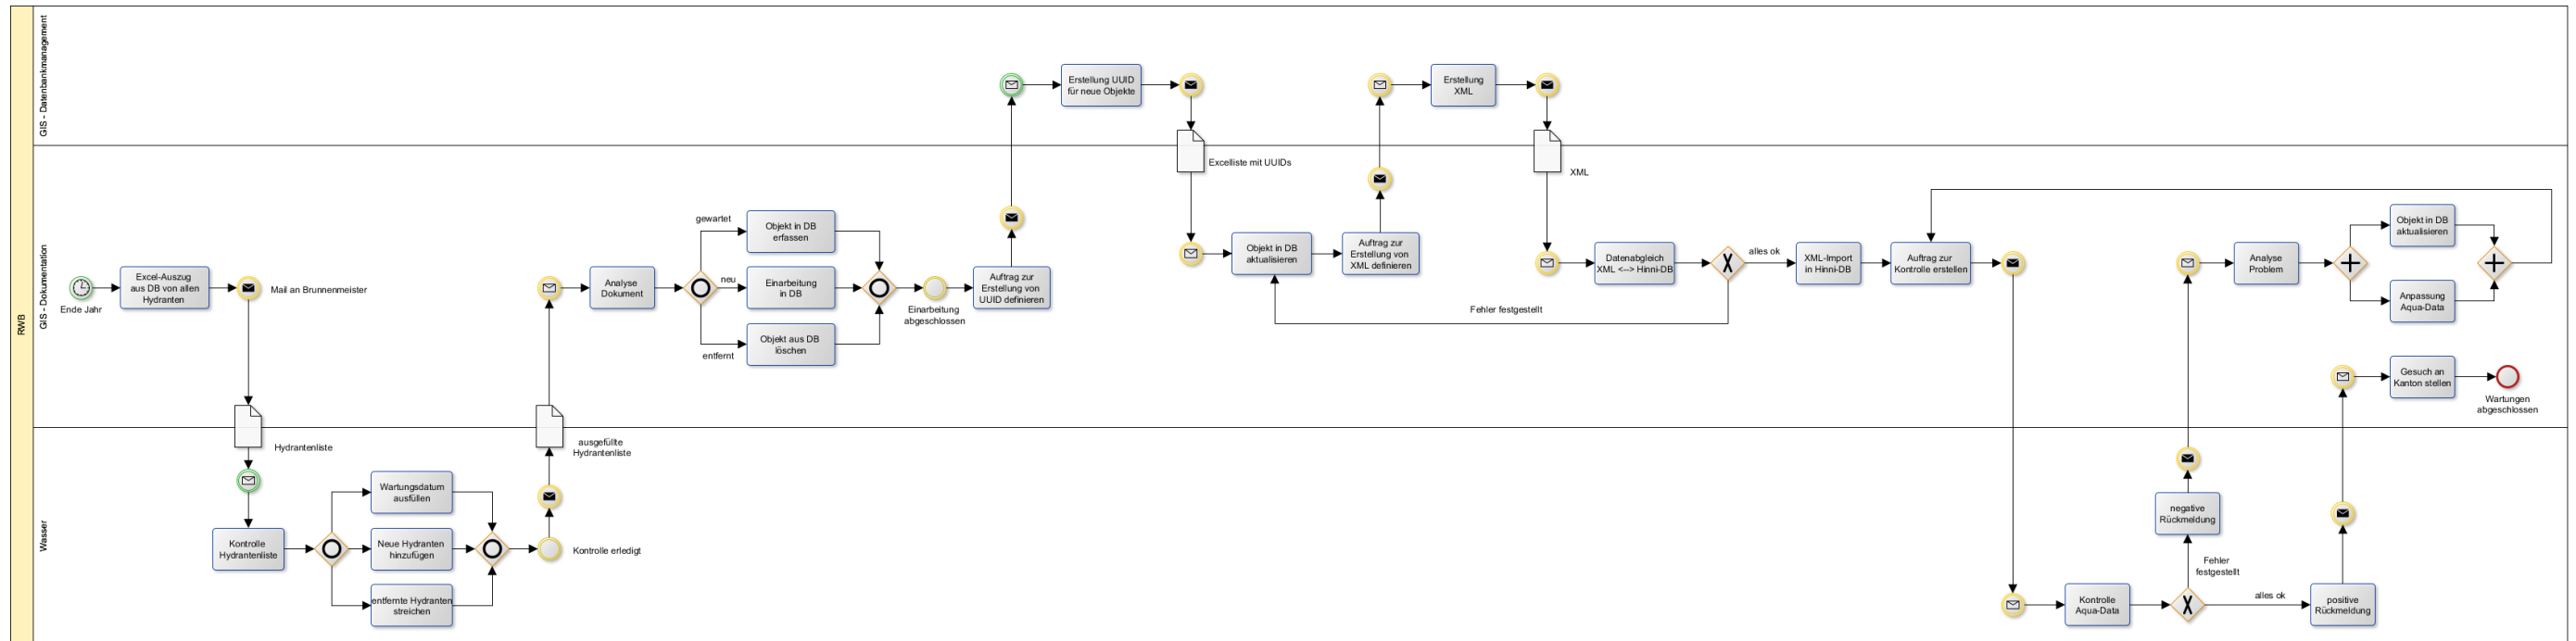 RWB
GIS - Datenbankmanagement
Erstellung UUID
für neue Objekte
Erstellung
XML
GIS - Dokumentation
Excelliste mit UUIDs
XML
Ende Jahr
Excel-Auszug
aus DB von allen
Hydranten
Mail an Brunnenmeister
Analyse
Dokument
gewartet
neu
entfernt
Objekt in DB
erfassen
Einarbeitung
in DB
Objekt aus DB
löschen
Einarbeitung
abgeschlossen
Auftrag zur
Erstellung von
UUID definieren
Objekt in DB
aktualisieren
Auftrag zur
Erstellung von
XML definieren
Datenabgleich
XML <--> Hinni-DB
alles ok
Fehler festgestellt
XML-Import
in Hinni-DB
Auftrag zur
Kontrolle erstellen
Analyse
Problem
Objekt in DB
aktualisieren
Anpassung
Aqua-Data
Gesuch an
Kanton stellen
Wartungen
abgeschlossen
Wasser
Hydrantenliste
ausgefüllte
Hydrantenliste
Kontrolle
Hydrantenliste
Wartungsdatum
ausfüllen
Neue Hydranten
hinzufügen
entfernte Hydranten
streichen
Kontrolle erledigt
Kontrolle
Aqua-Data
Fehler
festgestellt
negative
Rückmeldung
alles ok
positive
Rückmeldung